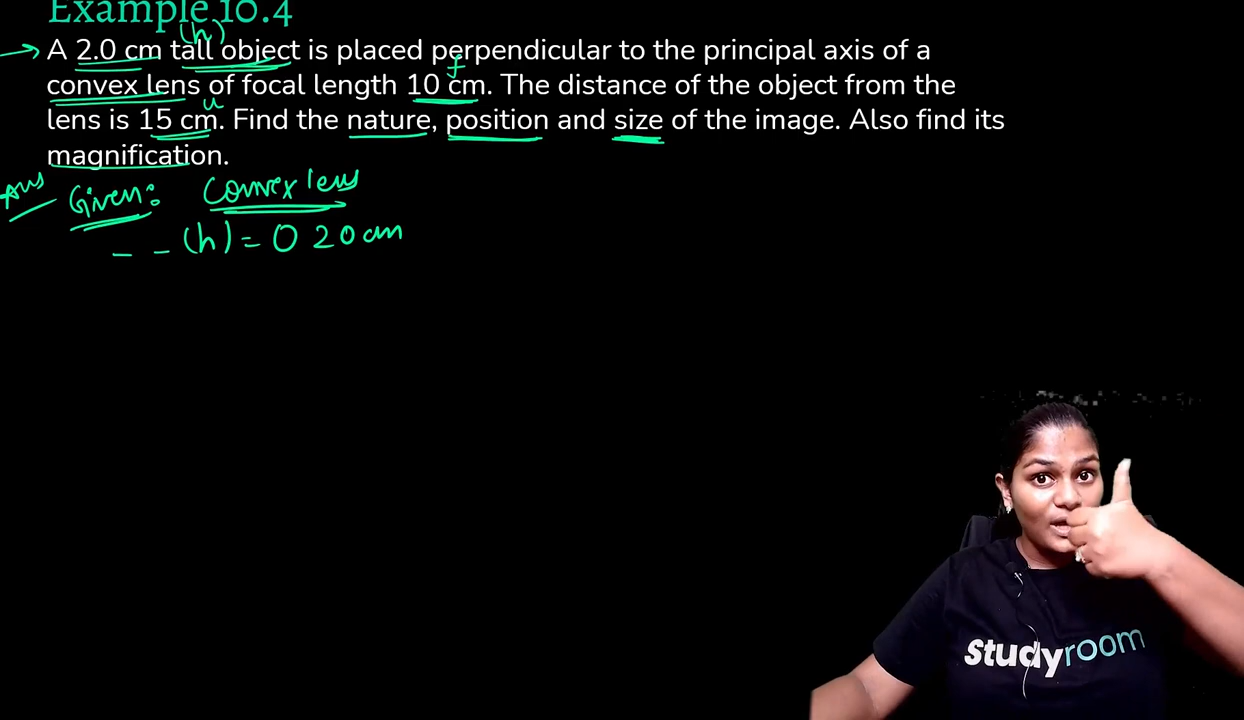 Example 10.4
(h)
A 2.0 cm tall object is placed perpendicular to the principal axis of a
f
convex lens of focal length 10 cm. The distance of the object from the
u
lens is 15 cm. Find the nature, position and size of the image. Also find its
magnification.
Ans Given: Convex lens
(h) = 0 20 cm
Studyroom